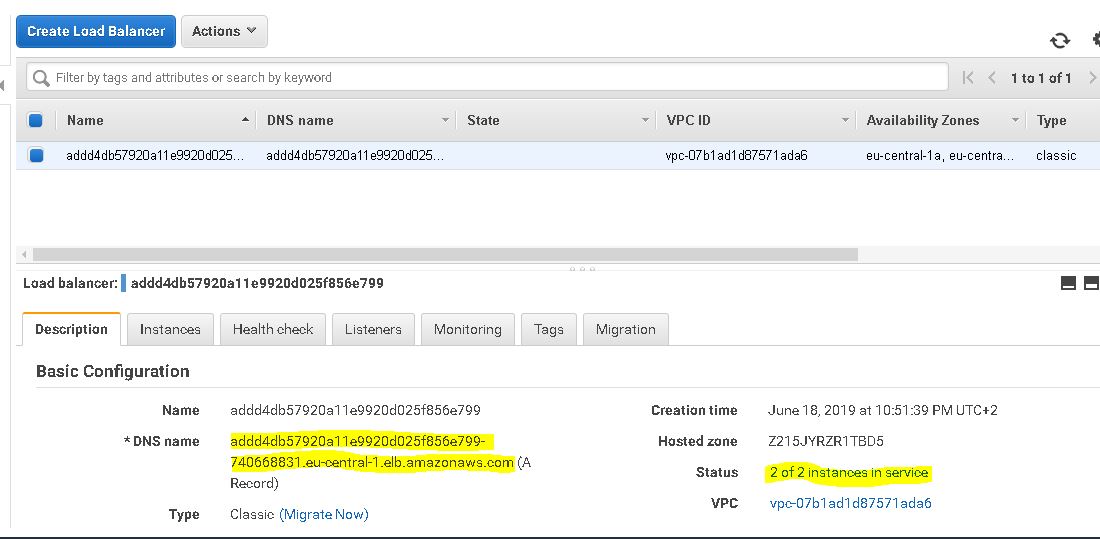 Create Load Balancer Actions
Filter by tags and attributes or search by keyword 1 to 1 of 1
Name DNS name State VPC ID Availability Zones Type
addd4db57920a11e9920d025... addd4db57920a11e9920d025... vpc-07b1ad1d87571ada6 eu-central-1a, eu-centra... classic
Load balancer: addd4db57920a11e9920d025f856e799
Description Instances Health check Listeners Monitoring Tags Migration
Basic Configuration
Name addd4db57920a11e9920d025f856e799 Creation time June 18, 2019 at 10:51:39 PM UTC+2
* DNS name addd4db57920a11e9920d025f856e799- Hosted zone Z215JYRZR1TBD5
740668831.eu-central-1.elb.amazonaws.com (A Status 2 of 2 instances in service
Record)
VPC vpc-07b1ad1d87571ada6
Type Classic (Migrate Now)